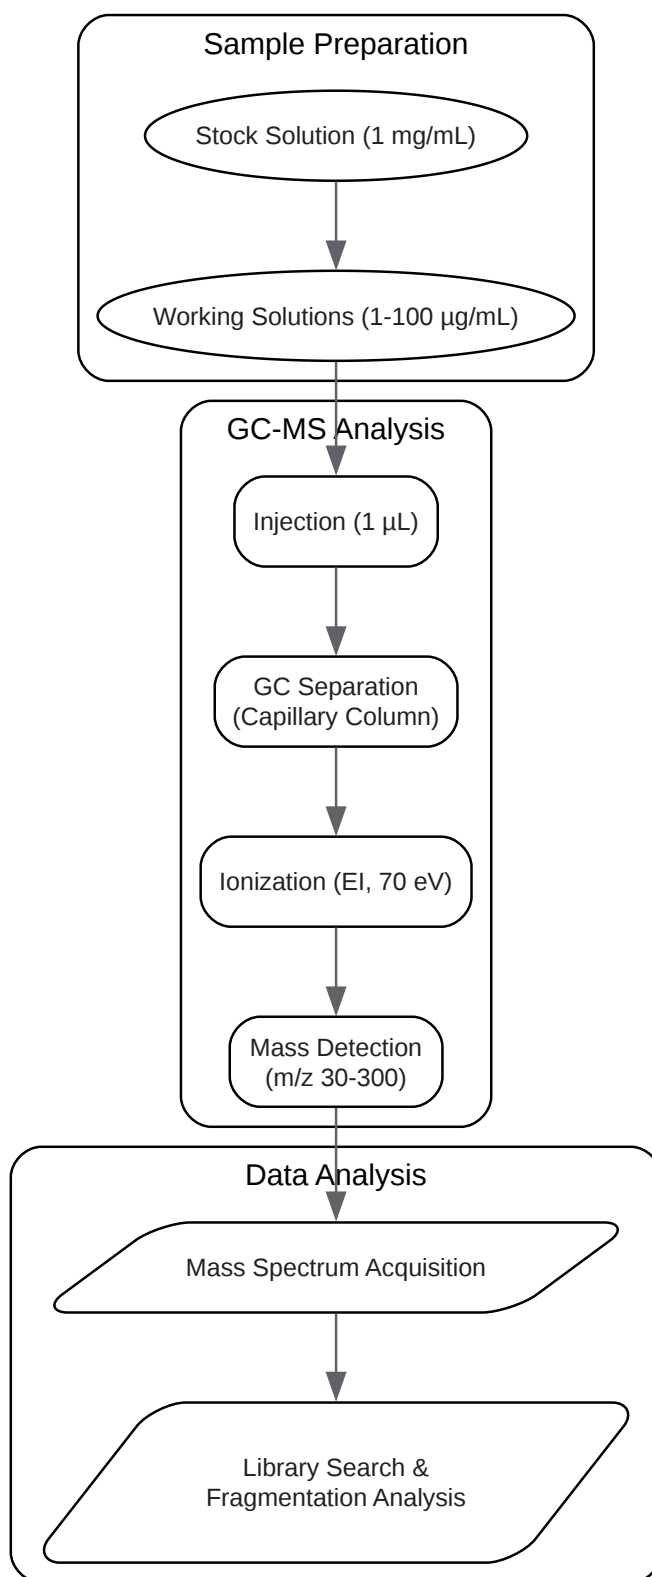 Sample Preparation
Stock Solution (1 mg/mL)
Working Solutions (1-100 µg/mL)
GC-MS Analysis
Injection (1 µL)
GC Separation
(Capillary Column)
Ionization (EI, 70 eV)
Mass Detection
(m/z 30-300)
Data Analysis
Mass Spectrum Acquisition
Library Search &
Fragmentation Analysis